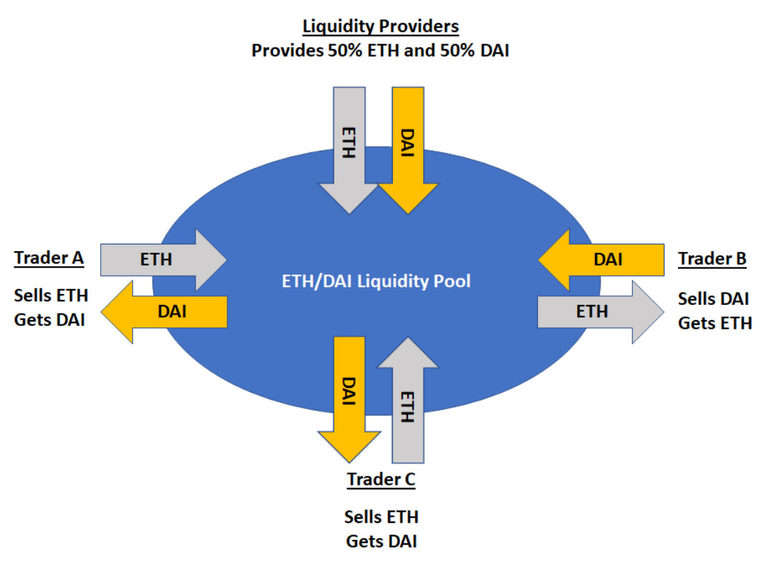 Liquidity Providers
Provides 50% ETH and 50% DAI
ETH
DAI
Trader A
ETH
Sells ETH
Gets DAI
DAI
ETH/DAI Liquidity Pool
DAI
Trader B
ETH
Sells DAI
Gets ETH
DAI
ETH
Trader C
Sells ETH
Gets DAI